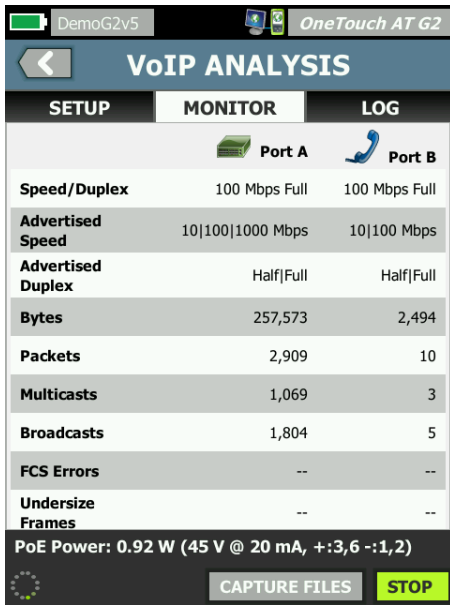 DemoG2v5 OneTouch AT G2
VoIP ANALYSIS
SETUP MONITOR LOG
Port A Port B
Speed/Duplex 100 Mbps Full 100 Mbps Full
Advertised
Speed 10|100|1000 Mbps 10|100 Mbps
Advertised
Duplex Half|Full Half|Full
Bytes 257,573 2,494
Packets 2,909 10
Multicasts 1,069 3
Broadcasts 1,804 5
FCS Errors -- --
Undersize
Frames -- --
PoE Power: 0.92 W (45 V @ 20 mA, +:3,6 -:1,2)
CAPTURE FILES STOP